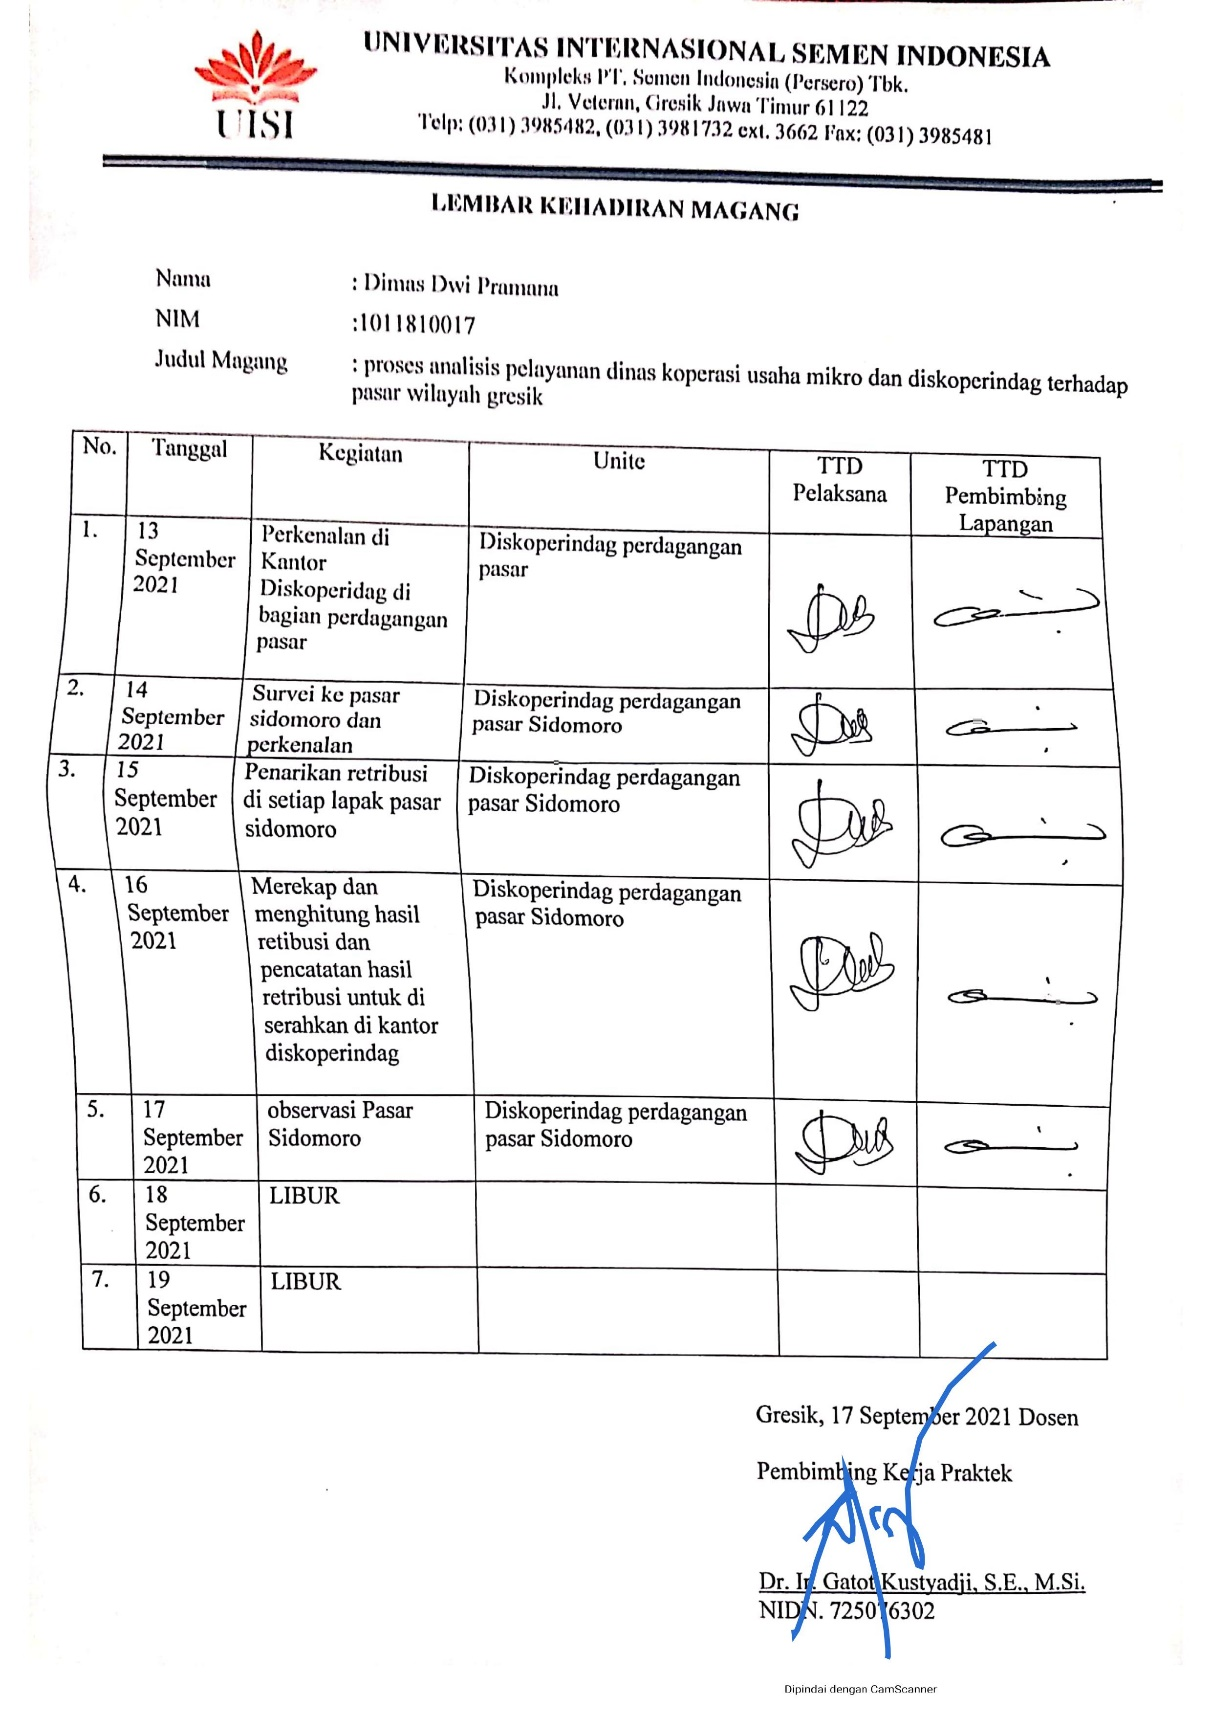 UNIVERSITAS INTERNASIONAL SEMEN INDONESIA
Kompleks PT. Semen Indonesia (Persero) Tbk.
Jl. Veteran, Gresik Jawa Timur 61122
Telp: (031) 3985482, (031) 3981732 ext. 3662 Fax: (031) 3985481
UISI
LEMBAR KEHADIRAN MAGANG
Nama : Dimas Dwi Pramana
NIM :1011810017
Judul Magang : proses analisis pelayanan dinas koperasi usaha mikro dan diskoperindag terhadap
pasar wilayah gresik
No. Tanggal Kegiatan Unite TTD Pelaksana TTD Pembimbing Lapangan
1. 13 September 2021 Perkenalan di Kantor Diskoperidag di bagian perdagangan pasar Diskoperindag perdagangan pasar
2. 14 September 2021 Survei ke pasar sidomoro dan perkenalan Diskoperindag perdagangan pasar Sidomoro
3. 15 September 2021 Penarikan retribusi di setiap lapak pasar sidomoro Diskoperindag perdagangan pasar Sidomoro
4. 16 September 2021 Merekap dan menghitung hasil retibusi dan pencatatan hasil retribusi untuk di serahkan di kantor diskoperindag Diskoperindag perdagangan pasar Sidomoro
5. 17 September 2021 observasi Pasar Sidomoro Diskoperindag perdagangan pasar Sidomoro
6. 18 September 2021 LIBUR
7. 19 September 2021 LIBUR
Gresik, 17 September 2021 Dosen
Pembimbing Kerja Praktek
Dr. Ir. Gatot Kustyadji, S.E., M.Si.
NIDN. 725076302
Dipindai dengan CamScanner